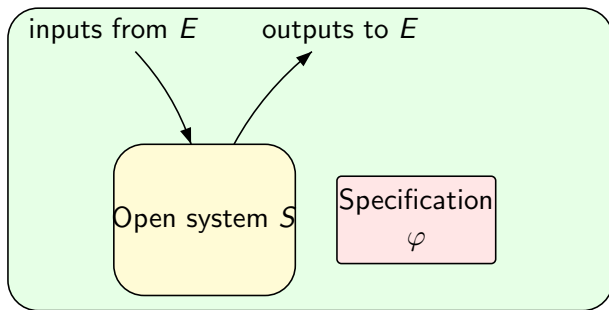 inputs from E
outputs to E
Open system S
Specification
φ